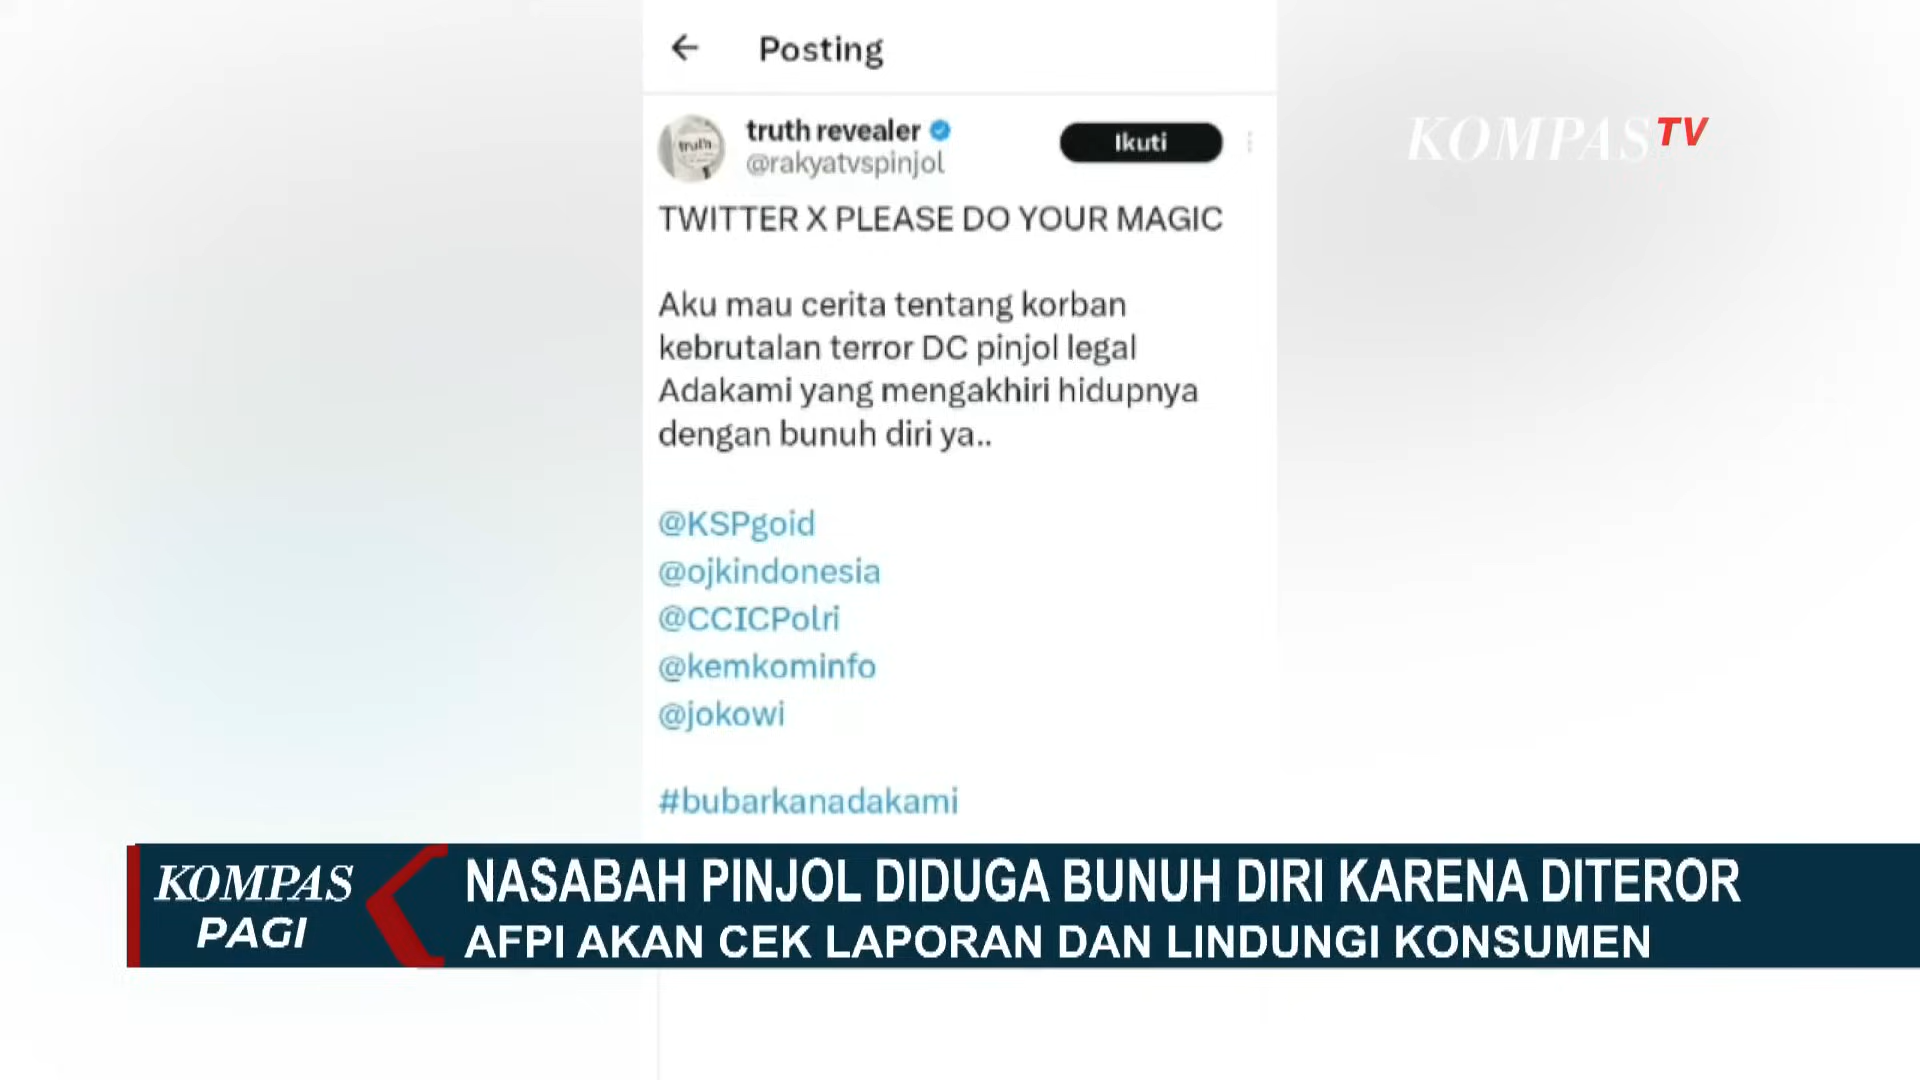 Posting
KOMPAS TV
truth
truth revealer
@rakyatvspinjol
Ikuti
TWITTER X PLEASE DO YOUR MAGIC
Aku mau cerita tentang korban
kebrutalan terror DC pinjol legal
Adakami yang mengakhiri hidupnya
dengan bunuh diri ya..
@KSPgoid
@ojkindonesia
@CCICPolri
@kemkominfo
@jokowi
#bubarkanadakami
KOMPAS
PAGI
NASABAH PINJOL DIDUGA BUNUH DIRI KARENA DITEROR
AFPI AKAN CEK LAPORAN DAN LINDUNGI KONSUMEN